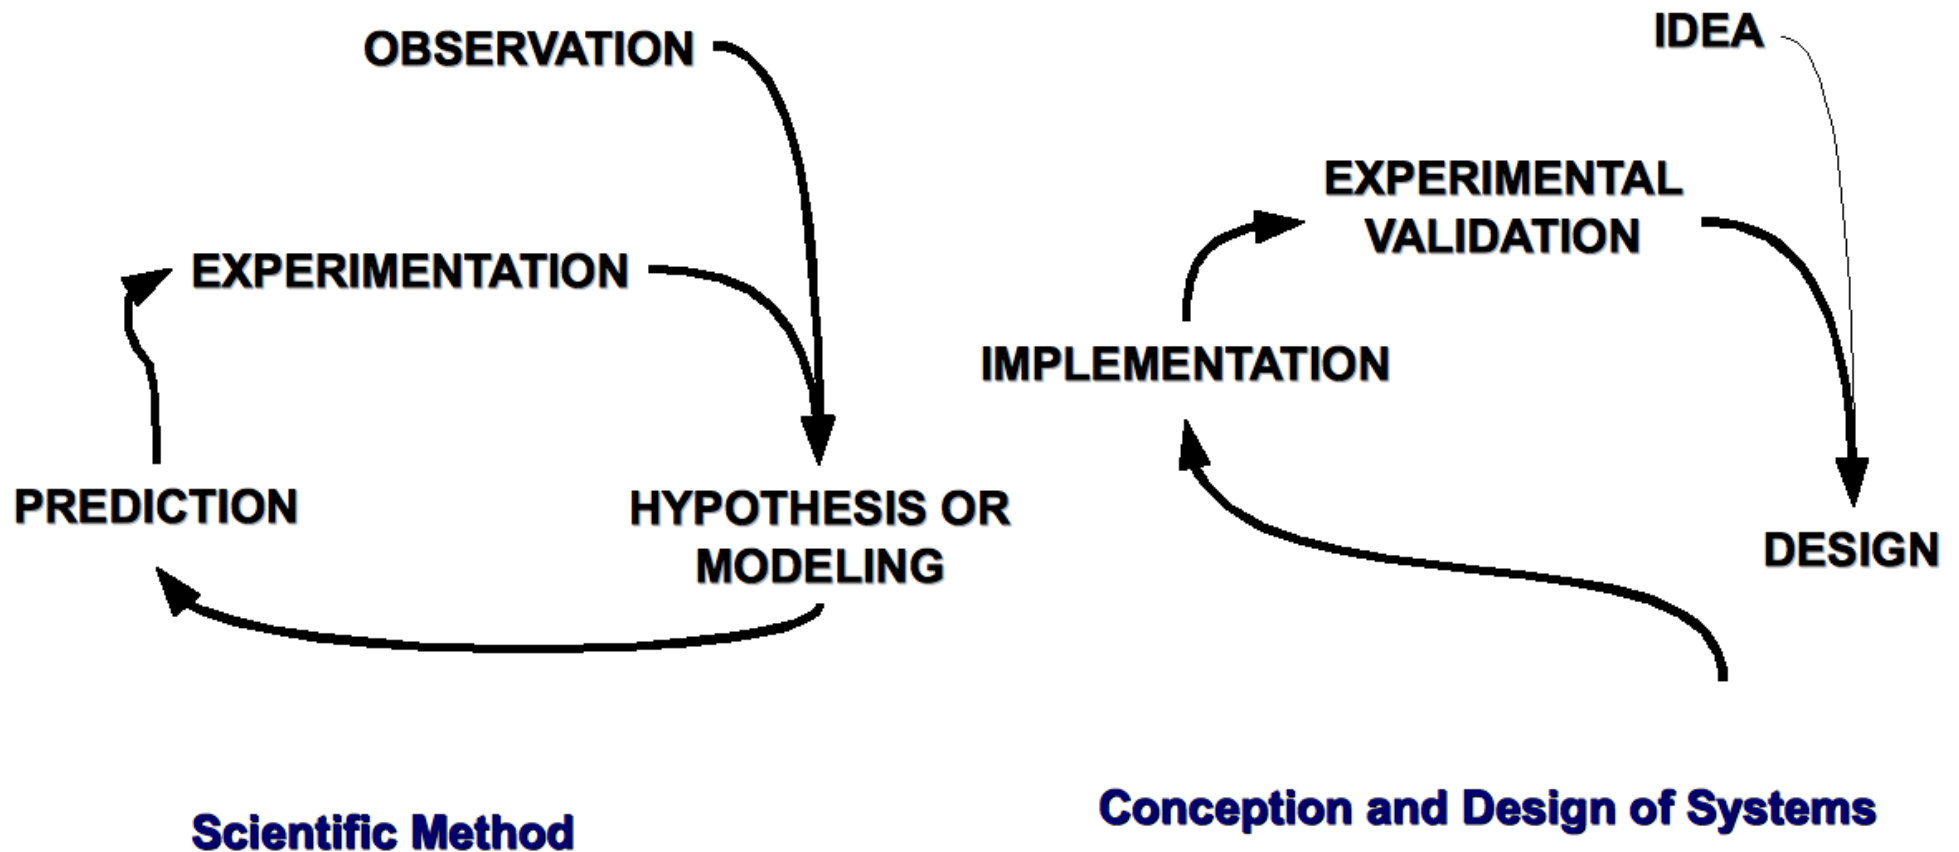 OBSERVATION
EXPERIMENTATION
PREDICTION
HYPOTHESIS OR
MODELING
Scientific Method
IDEA
EXPERIMENTAL
VALIDATION
IMPLEMENTATION
DESIGN
Conception and Design of Systems